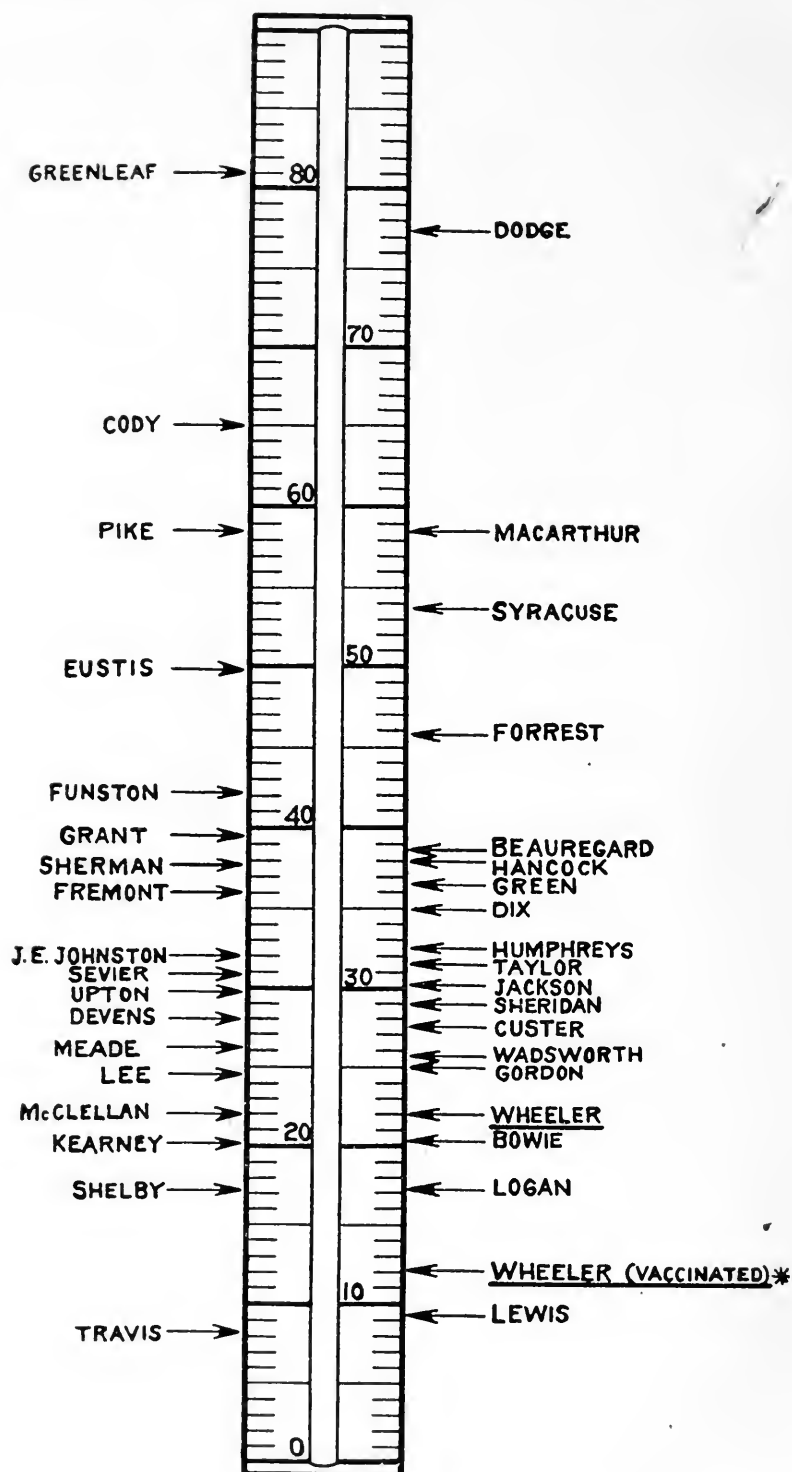 GREENLEAF
80
DODGE
70
CODY
60
PIKE
MACARTHUR
SYRACUSE
50
EUSTIS
FORREST
FUNSTON
40
GRANT
BEAUREGARD
SHERMAN
HANCOCK
GREEN
FREMONT
DIX
HUMPHREYS
J.E. JOHNSTON
TAYLOR
SEVIER
30
JACKSON
UPTON
SHERIDAN
DEVENS
CUSTER
MEADE
WADSWORTH
LEE
GORDON
McCLELLAN
WHEELER
20
KEARNEY
BOWIE
SHELBY
LOGAN
WHEELER (VACCINATED)*
10
LEWIS
TRAVIS
0